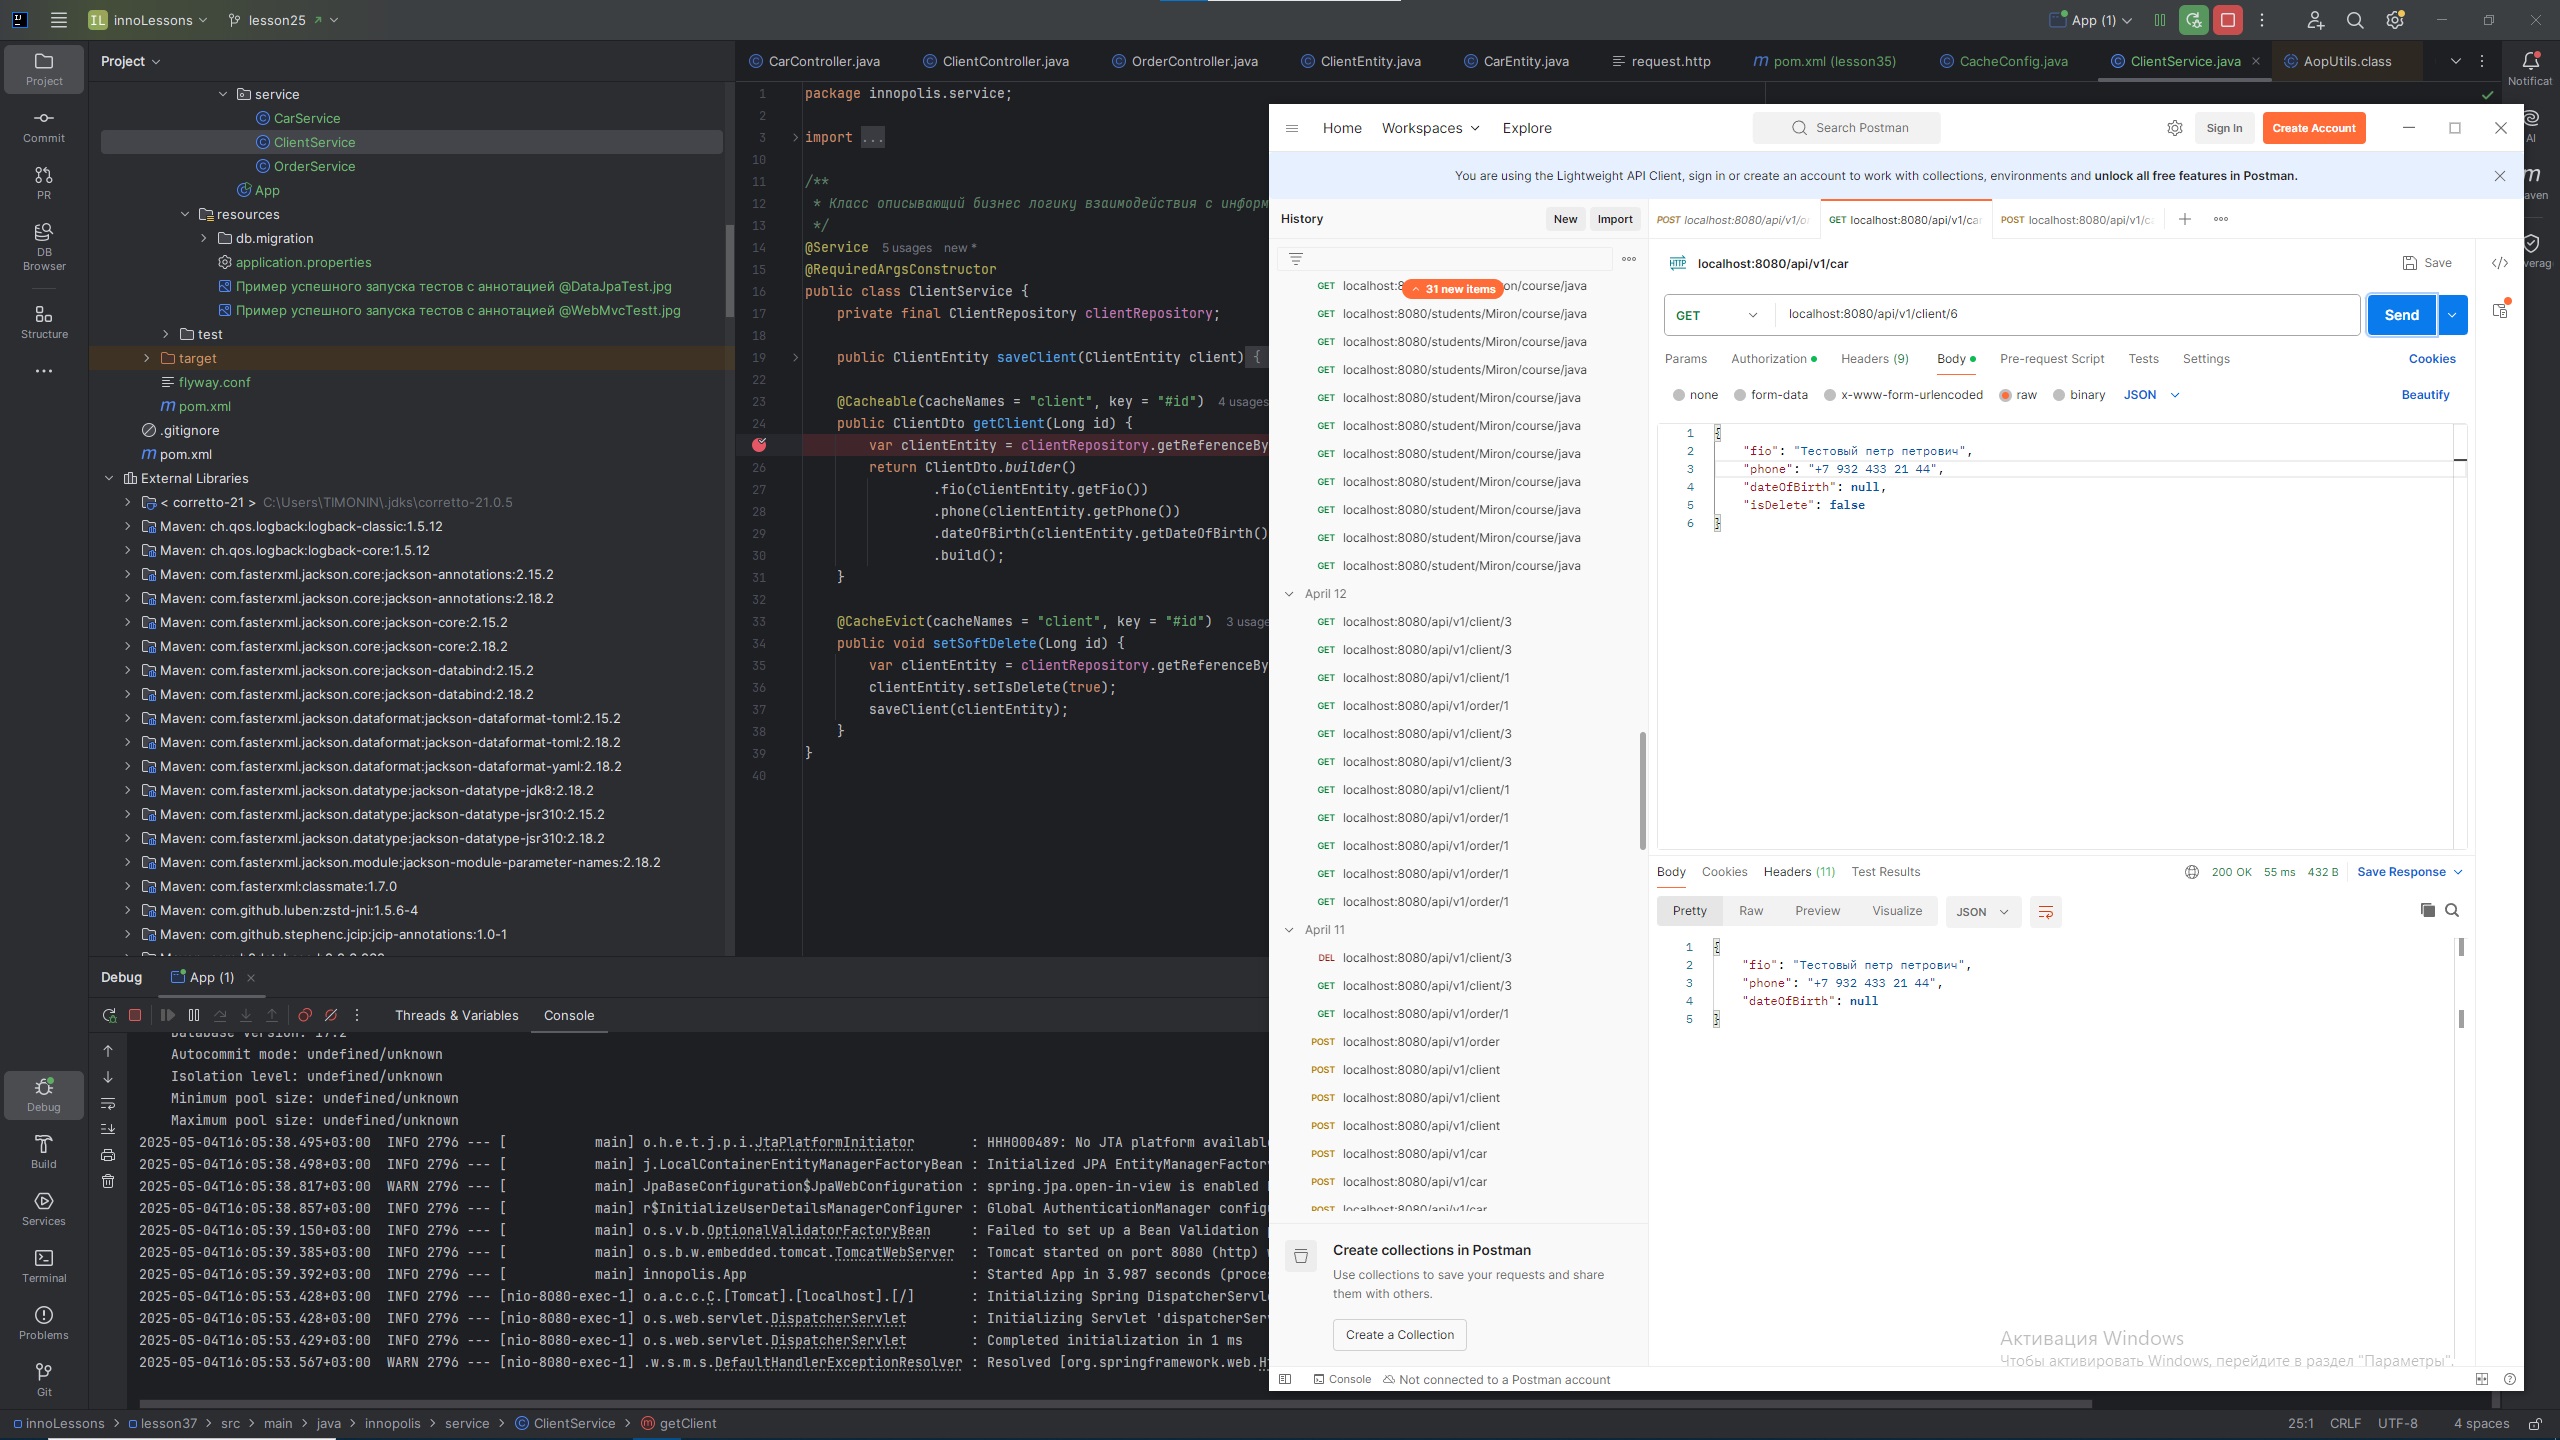 IL innoLessons
lesson25
App (1)
Project
CarController.java
ClientController.java
OrderController.java
ClientEntity.java
CarEntity.java
request.http
pom.xml (lesson35)
CacheConfig.java
ClientService.java
AopUtils.class
Project
Commit
PR
DB
Browser
Structure
Notificat
AI
service
CarService
ClientService
OrderService
App
resources
db.migration
application.properties
Пример успешного запуска тестов с аннотацией @DataJpaTest.jpg
Пример успешного запуска тестов с аннотацией @WebMvcTestt.jpg
test
target
flyway.conf
pom.xml
.gitignore
pom.xml
External Libraries
< corretto-21 > C:\Users\TIMONIN\.jdks\corretto-21.0.5
Maven: ch.qos.logback:logback-classic:1.5.12
Maven: ch.qos.logback:logback-core:1.5.12
Maven: com.fasterxml.jackson.core:jackson-annotations:2.15.2
Maven: com.fasterxml.jackson.core:jackson-annotations:2.18.2
Maven: com.fasterxml.jackson.core:jackson-core:2.15.2
Maven: com.fasterxml.jackson.core:jackson-core:2.18.2
Maven: com.fasterxml.jackson.core:jackson-databind:2.15.2
Maven: com.fasterxml.jackson.core:jackson-databind:2.18.2
Maven: com.fasterxml.jackson.dataformat:jackson-dataformat-toml:2.15.2
Maven: com.fasterxml.jackson.dataformat:jackson-dataformat-toml:2.18.2
Maven: com.fasterxml.jackson.dataformat:jackson-dataformat-yaml:2.18.2
Maven: com.fasterxml.jackson.datatype:jackson-datatype-jdk8:2.18.2
Maven: com.fasterxml.jackson.datatype:jackson-datatype-jsr310:2.15.2
Maven: com.fasterxml.jackson.datatype:jackson-datatype-jsr310:2.18.2
Maven: com.fasterxml.jackson.module:jackson-module-parameter-names:2.18.2
Maven: com.fasterxml:classmate:1.7.0
Maven: com.github.luben:zstd-jni:1.5.6-4
Maven: com.github.stephenc.jcip:jcip-annotations:1.0-1
1 package innopolis.service;
2
3 import ...
10
11 /**
12 * Класс описывающий бизнес логику взаимодействия с информ
13 */
14 @Service 5 usages new *
15 @RequiredArgsConstructor
16 public class ClientService {
17 private final ClientRepository clientRepository;
18
19 public ClientEntity saveClient(ClientEntity client) {
22
23 @Cacheable(cacheNames = "client", key = "#id") 4 usages
24 public ClientDto getClient(Long id) {
var clientEntity = clientRepository.getReferenceBy
26 return ClientDto.builder()
27 .fio(clientEntity.getFio())
28 .phone(clientEntity.getPhone())
29 .dateOfBirth(clientEntity.getDateOfBirth()
30 .build();
31 }
32
33 @CacheEvict(cacheNames = "client", key = "#id") 3 usage
34 public void setSoftDelete(Long id) {
35 var clientEntity = clientRepository.getReferenceBy
36 clientEntity.setIsDelete(true);
37 saveClient(clientEntity);
38 }
39 }
40
Home
Workspaces
Explore
Search Postman
Sign In
Create Account
You are using the Lightweight API Client, sign in or create an account to work with collections, environments and unlock all free features in Postman.
History
New
Import
31 new items
GET localhost:8 on/course/java
GET localhost:8080/students/Miron/course/java
GET localhost:8080/students/Miron/course/java
GET localhost:8080/students/Miron/course/java
GET localhost:8080/student/Miron/course/java
GET localhost:8080/student/Miron/course/java
GET localhost:8080/student/Miron/course/java
GET localhost:8080/student/Miron/course/java
GET localhost:8080/student/Miron/course/java
GET localhost:8080/student/Miron/course/java
GET localhost:8080/student/Miron/course/java
April 12
GET localhost:8080/api/v1/client/3
GET localhost:8080/api/v1/client/3
GET localhost:8080/api/v1/client/1
GET localhost:8080/api/v1/order/1
GET localhost:8080/api/v1/client/3
GET localhost:8080/api/v1/client/3
GET localhost:8080/api/v1/client/1
GET localhost:8080/api/v1/order/1
GET localhost:8080/api/v1/order/1
GET localhost:8080/api/v1/order/1
GET localhost:8080/api/v1/order/1
April 11
DEL localhost:8080/api/v1/client/3
GET localhost:8080/api/v1/client/3
GET localhost:8080/api/v1/order/1
POST localhost:8080/api/v1/order
POST localhost:8080/api/v1/client
POST localhost:8080/api/v1/client
POST localhost:8080/api/v1/client
POST localhost:8080/api/v1/car
POST localhost:8080/api/v1/car
POST localhost:8080/api/v1/car
Create collections in Postman
Use collections to save your requests and share
them with others.
Create a Collection
POST localhost:8080/api/v1/o
GET localhost:8080/api/v1/ca
POST localhost:8080/api/v1/c
HTTP localhost:8080/api/v1/car
Save
GET localhost:8080/api/v1/client/6
Send
Params
Authorization
Headers (9)
Body
Pre-request Script
Tests
Settings
Cookies
none
form-data
x-www-form-urlencoded
raw
binary
JSON
Beautify
1 {
2 "fio": "Тестовый петр петрович",
3 "phone": "+7 932 433 21 44",
4 "dateOfBirth": null,
5 "isDelete": false
6 }
Body
Cookies
Headers (11)
Test Results
200 OK
55 ms
432 B
Save Response
Pretty
Raw
Preview
Visualize
JSON
1 {
2 "fio": "Тестовый петр петрович",
3 "phone": "+7 932 433 21 44",
4 "dateOfBirth": null
5 }
Активация Windows
Чтобы активировать Windows, перейдите в раздел "Параметры".
Console
Not connected to a Postman account
Debug
App (1)
Threads & Variables
Console
Database version: 17.2
Autocommit mode: undefined/unknown
Isolation level: undefined/unknown
Minimum pool size: undefined/unknown
Maximum pool size: undefined/unknown
2025-05-04T16:05:38.495+03:00 INFO 2796 --- [ main] o.h.e.t.j.p.i.JtaPlatformInitiator : HHH000489: No JTA platform availabl
2025-05-04T16:05:38.498+03:00 INFO 2796 --- [ main] j.LocalContainerEntityManagerFactoryBean : Initialized JPA EntityManagerFactor
2025-05-04T16:05:38.817+03:00 WARN 2796 --- [ main] JpaBaseConfiguration$JpaWebConfiguration : spring.jpa.open-in-view is enabled
2025-05-04T16:05:38.857+03:00 INFO 2796 --- [ main] r$InitializeUserDetailsManagerConfigurer : Global AuthenticationManager config
2025-05-04T16:05:39.150+03:00 INFO 2796 --- [ main] o.s.v.b.OptionalValidatorFactoryBean : Failed to set up a Bean Validation
2025-05-04T16:05:39.385+03:00 INFO 2796 --- [ main] o.s.b.w.embedded.tomcat.TomcatWebServer : Tomcat started on port 8080 (http) w
2025-05-04T16:05:39.392+03:00 INFO 2796 --- [ main] innopolis.App : Started App in 3.987 seconds (proce
2025-05-04T16:05:53.428+03:00 INFO 2796 --- [nio-8080-exec-1] o.a.c.c.C.[Tomcat].[localhost].[/] : Initializing Spring DispatcherServl
2025-05-04T16:05:53.428+03:00 INFO 2796 --- [nio-8080-exec-1] o.s.web.servlet.DispatcherServlet : Initializing Servlet 'dispatcherSer
2025-05-04T16:05:53.429+03:00 INFO 2796 --- [nio-8080-exec-1] o.s.web.servlet.DispatcherServlet : Completed initialization in 1 ms
2025-05-04T16:05:53.567+03:00 WARN 2796 --- [nio-8080-exec-1] .w.s.m.s.DefaultHandlerExceptionResolver : Resolved [org.springframework.web.H
Debug
Build
Services
Terminal
Problems
Git
innoLessons > lesson37 > src > main > java > innopolis > service > ClientService > getClient
25:1
CRLF
UTF-8
4 spaces